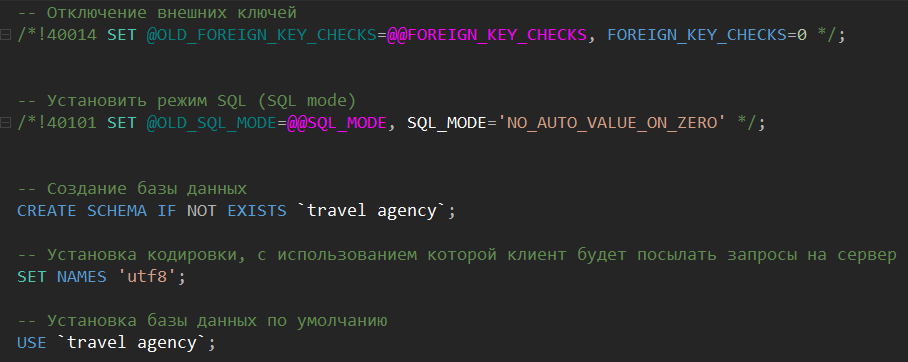 -- Отключение внешних ключей
/*!40014 SET @OLD_FOREIGN_KEY_CHECKS=@@FOREIGN_KEY_CHECKS, FOREIGN_KEY_CHECKS=0 */;
-- Установить режим SQL (SQL mode)
/*!40101 SET @OLD_SQL_MODE=@@SQL_MODE, SQL_MODE='NO_AUTO_VALUE_ON_ZERO' */;
-- Создание базы данных
CREATE SCHEMA IF NOT EXISTS `travel agency`;
-- Установка кодировки, с использованием которой клиент будет посылать запросы на сервер
SET NAMES 'utf8';
-- Установка базы данных по умолчанию
USE `travel agency`;